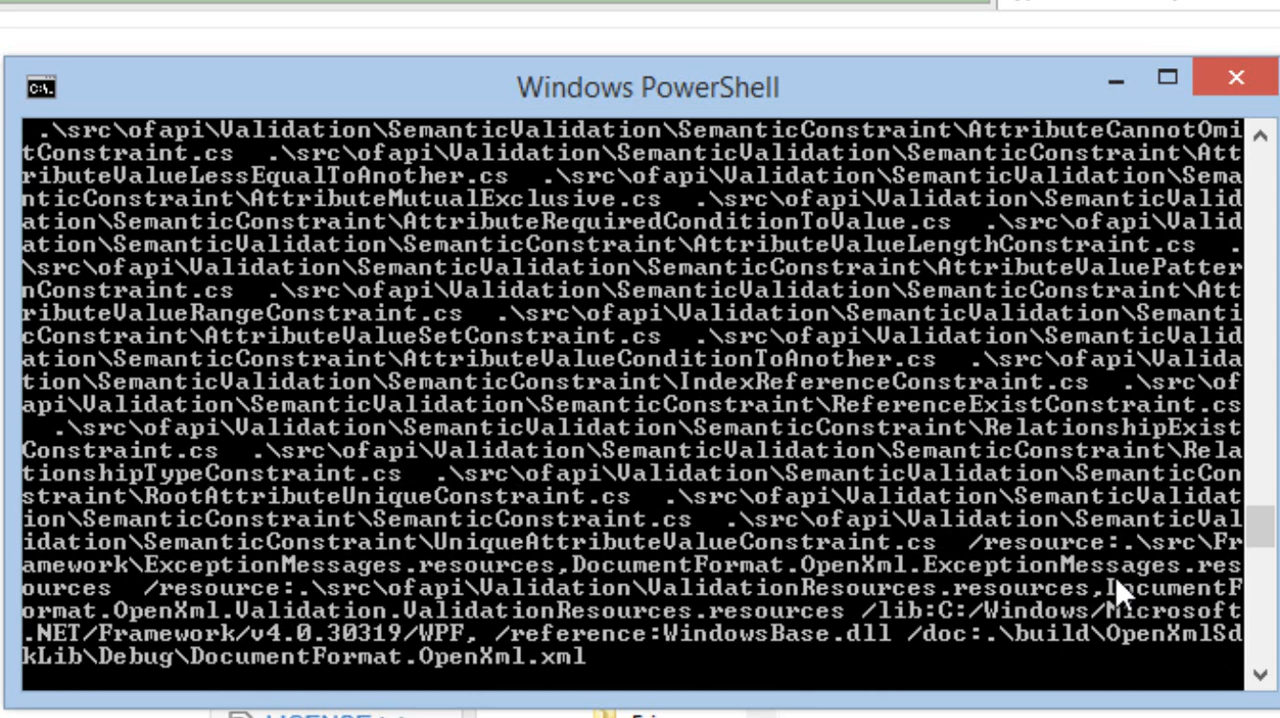 Windows PowerShell
.\src\ofapi\Validation\SemanticValidation\SemanticConstraint\AttributeCannotOmi
tConstraint.cs  .\src\ofapi\Validation\SemanticValidation\SemanticConstraint\Att
ributeValueLessEqualToAnother.cs  .\src\ofapi\Validation\SemanticValidation\Sema
nticConstraint\AttributeMutualExclusive.cs  .\src\ofapi\Validation\SemanticValid
ation\SemanticConstraint\AttributeRequiredConditionToValue.cs  .\src\ofapi\Valid
ation\SemanticValidation\SemanticConstraint\AttributeValueLengthConstraint.cs  .
\src\ofapi\Validation\SemanticValidation\SemanticConstraint\AttributeValuePatter
nConstraint.cs  .\src\ofapi\Validation\SemanticValidation\SemanticConstraint\Att
ributeValueRangeConstraint.cs  .\src\ofapi\Validation\SemanticValidation\Semanti
cConstraint\AttributeValueSetConstraint.cs  .\src\ofapi\Validation\SemanticValid
ation\SemanticConstraint\AttributeValueConditionToAnother.cs  .\src\ofapi\Valida
tion\SemanticValidation\SemanticConstraint\IndexReferenceConstraint.cs  .\src\of
api\Validation\SemanticValidation\SemanticConstraint\ReferenceExistConstraint.cs
.\src\ofapi\Validation\SemanticValidation\SemanticConstraint\RelationshipExist
Constraint.cs  .\src\ofapi\Validation\SemanticValidation\SemanticConstraint\Rela
tionshipTypeConstraint.cs  .\src\ofapi\Validation\SemanticValidation\SemanticCon
straint\RootAttributeUniqueConstraint.cs  .\src\ofapi\Validation\SemanticValidat
ion\SemanticConstraint\SemanticConstraint.cs  .\src\ofapi\Validation\SemanticVal
idation\SemanticConstraint\UniqueAttributeValueConstraint.cs  /resource:.\src\Fr
amework\ExceptionMessages.resources,DocumentFormat.OpenXml.ExceptionMessages.res
ources  /resource:.\src\ofapi\Validation\ValidationResources.resources,DocumentF
ormat.OpenXml.Validation.ValidationResources.resources /lib:C:/Windows/Microsoft
.NET/Framework/v4.0.30319/WPF, /reference:WindowsBase.dll /doc:.\build\OpenXmlSd
kLib\Debug\DocumentFormat.OpenXml.xml